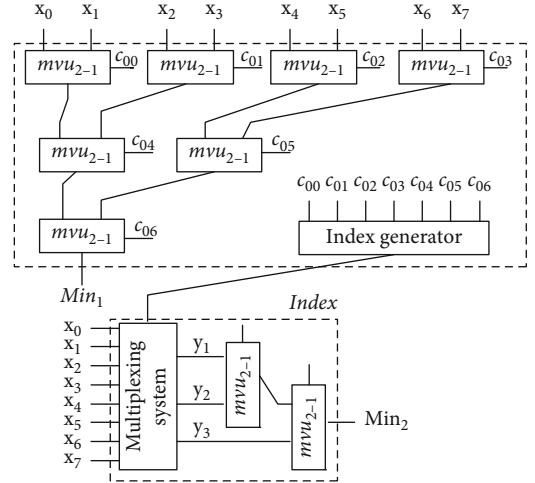 x₀ x₁ x₂ x₃ x₄ x₅ x₆ x₇
mvu₂₋₁ c₀₀ mvu₂₋₁ c₀₁ mvu₂₋₁ c₀₂ mvu₂₋₁ c₀₃
mvu₂₋₁ c₀₄ mvu₂₋₁ c₀₅
c₀₀ c₀₁ c₀₂ c₀₃ c₀₄ c₀₅ c₀₆
mvu₂₋₁ c₀₆ Index generator
Min₁
Index
x₀
x₁
x₂
x₃
x₄
x₅
x₆
x₇
Multiplexing
system
y₁
y₂
y₃
mvu₂₋₁
mvu₂₋₁
Min₂